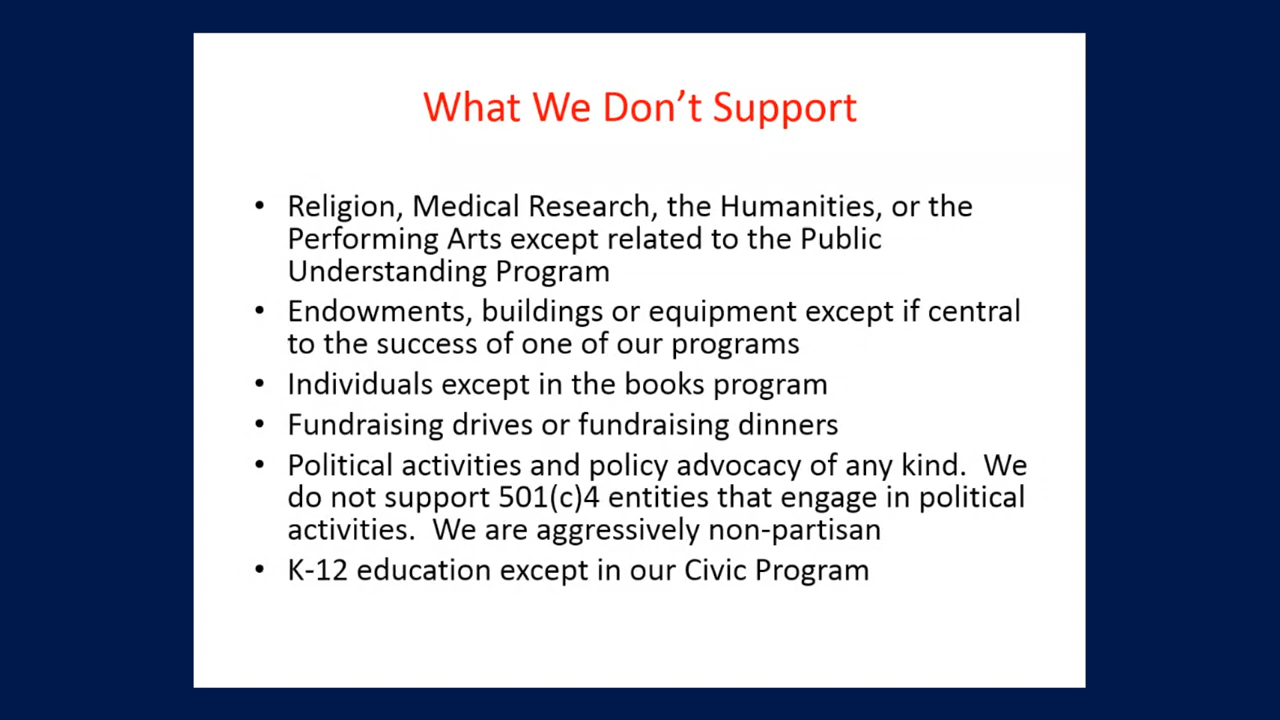 What We Don’t Support
• Religion, Medical Research, the Humanities, or the
Performing Arts except related to the Public
Understanding Program
• Endowments, buildings or equipment except if central
to the success of one of our programs
• Individuals except in the books program
• Fundraising drives or fundraising dinners
• Political activities and policy advocacy of any kind.  We
do not support 501(c)4 entities that engage in political
activities.  We are aggressively non-partisan
• K-12 education except in our Civic Program